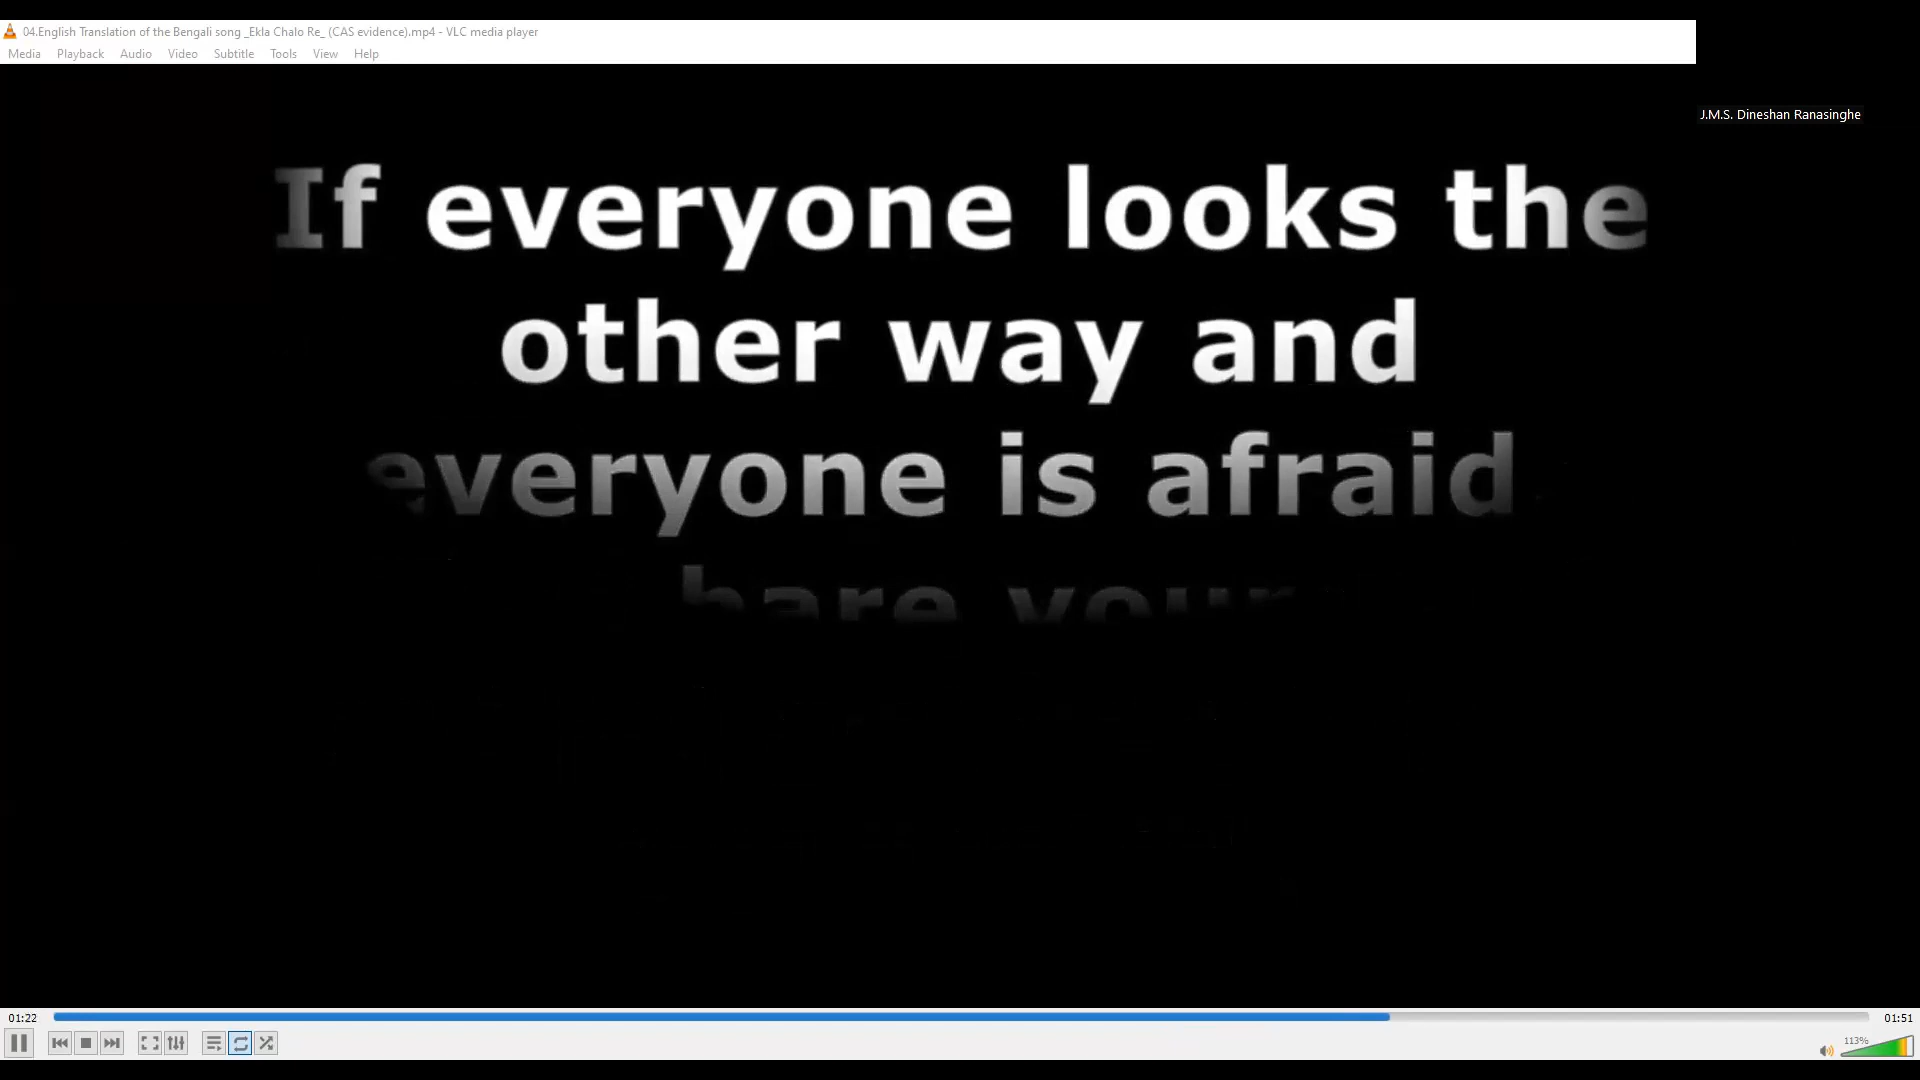 04.English Translation of the Bengali song _Ekla Chalo Re_ (CAS evidence).mp4 - VLC media player
Media Playback Audio Video Subtitle Tools View Help
J.M.S. Dineshan Ranasinghe
If everyone looks the
other way and
everyone is afraid
bare your
01:22
01:51
113%